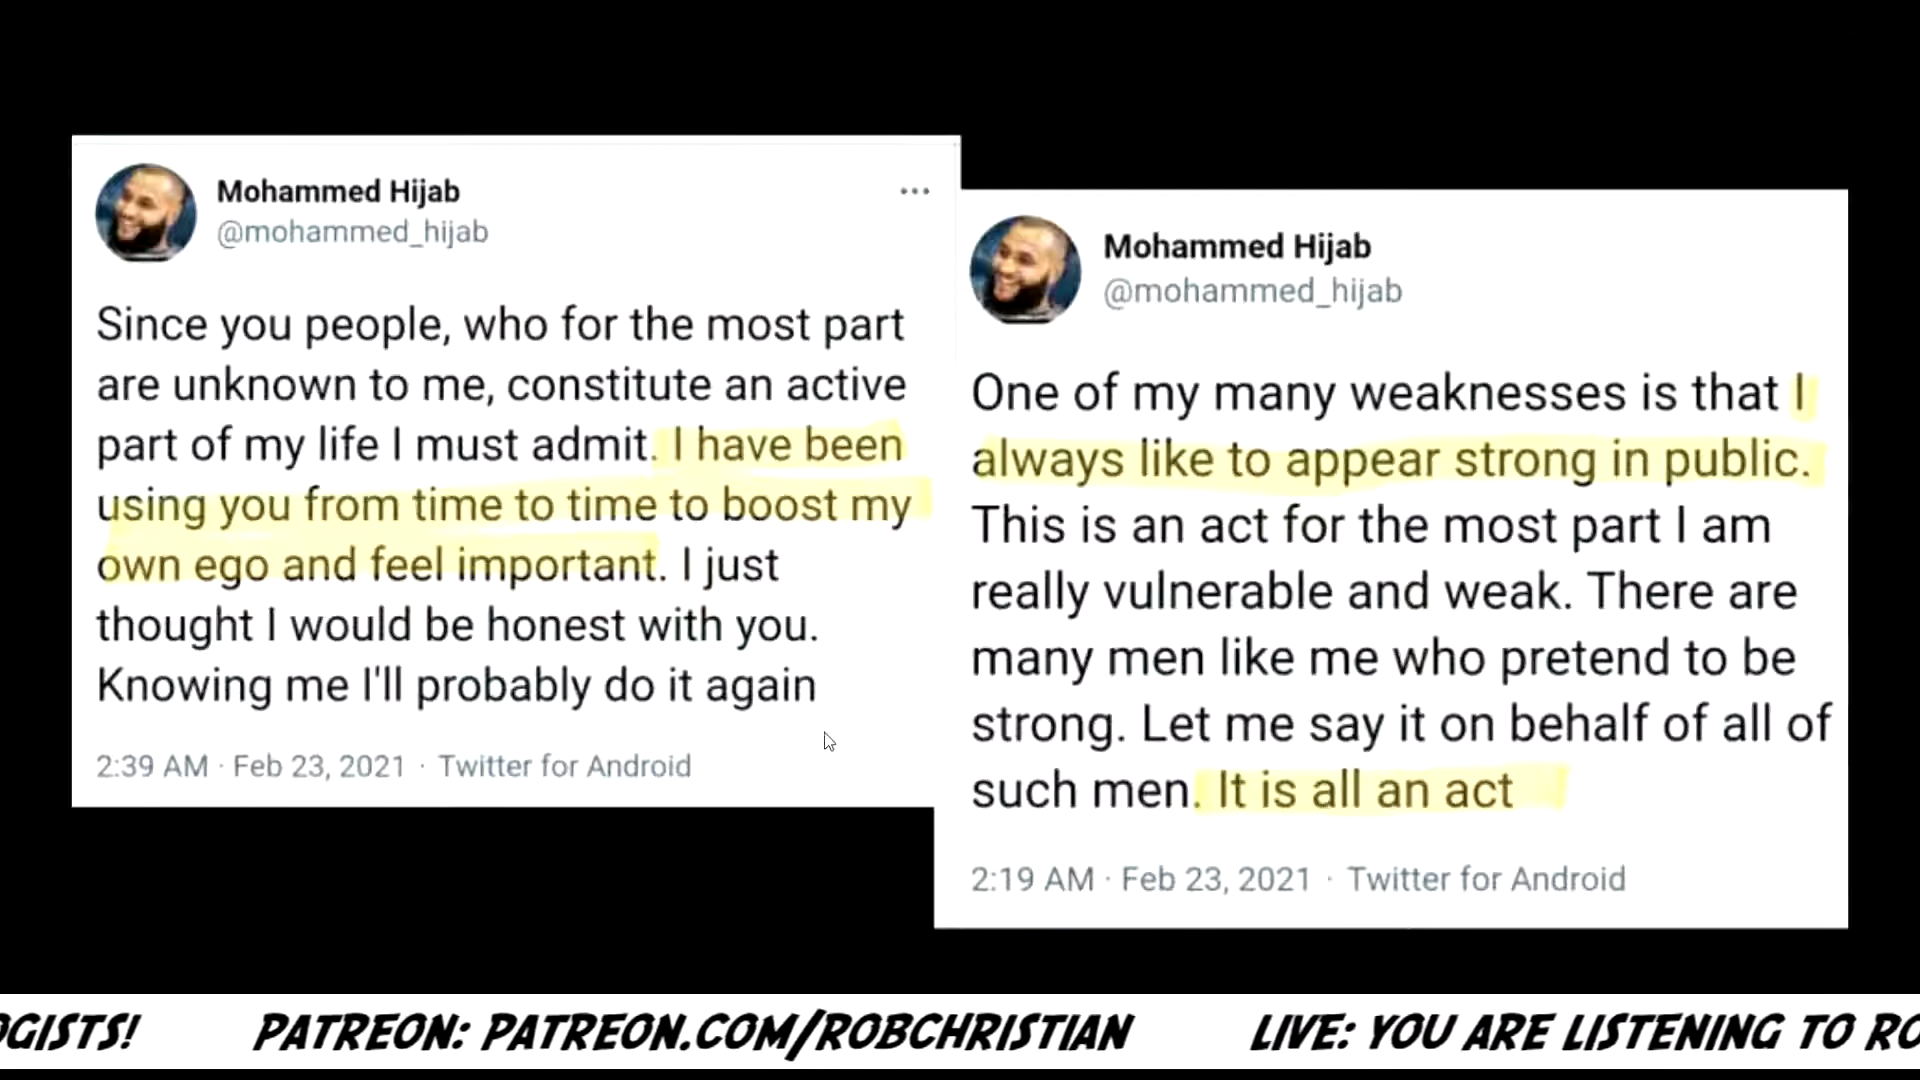 Mohammed Hijab
@mohammed_hijab
Since you people, who for the most part
are unknown to me, constitute an active
part of my life I must admit. I have been
using you from time to time to boost my
own ego and feel important. I just
thought I would be honest with you.
Knowing me I'll probably do it again
2:39 AM · Feb 23, 2021 · Twitter for Android
Mohammed Hijab
@mohammed_hijab
One of my many weaknesses is that I
always like to appear strong in public.
This is an act for the most part I am
really vulnerable and weak. There are
many men like me who pretend to be
strong. Let me say it on behalf of all of
such men. It is all an act
2:19 AM · Feb 23, 2021 · Twitter for Android
OGISTS! PATREON: PATREON.COM/ROBCHRISTIAN LIVE: YOU ARE LISTENING TO RO